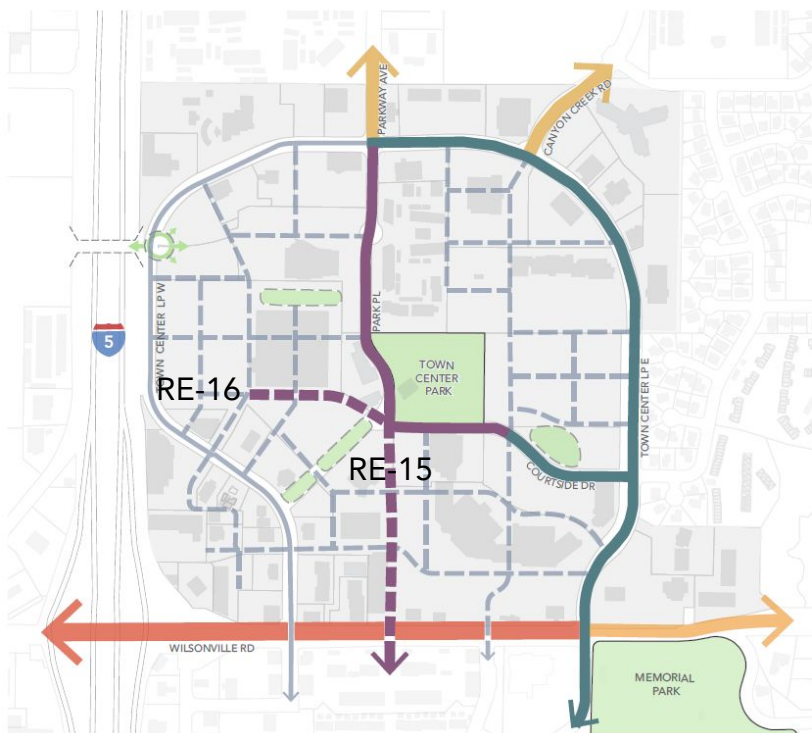 PARKWAY AVE
CANYON CREEK RD
TOWN CENTER LP W
PARK PL
5
TOWN
CENTER
PARK
RE-16
TOWN CENTER LP E
RE-15
COURTSIDE DR
WILSONVILLE RD
MEMORIAL
PARK